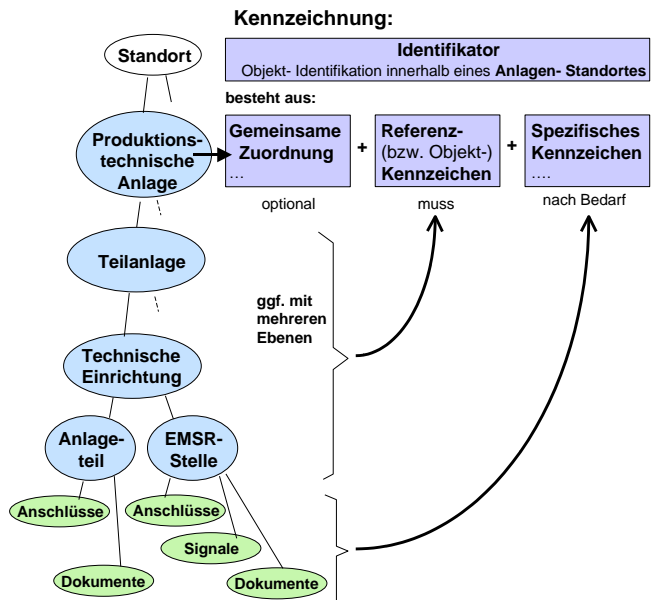 Kennzeichnung:
Standort
Identifikator
Objekt- Identifikation innerhalb eines Anlagen- Standortes
besteht aus:
Produktions-
technische
Anlage
Gemeinsame
Zuordnung
...
+
Referenz-
(bzw. Objekt-)
Kennzeichen
+
Spezifisches
Kennzeichen
....
optional
muss
nach Bedarf
Teilanlage
ggf. mit
mehreren
Ebenen
Technische
Einrichtung
Anlage-
teil
EMSR-
Stelle
Anschlüsse
Anschlüsse
Signale
Dokumente
Dokumente